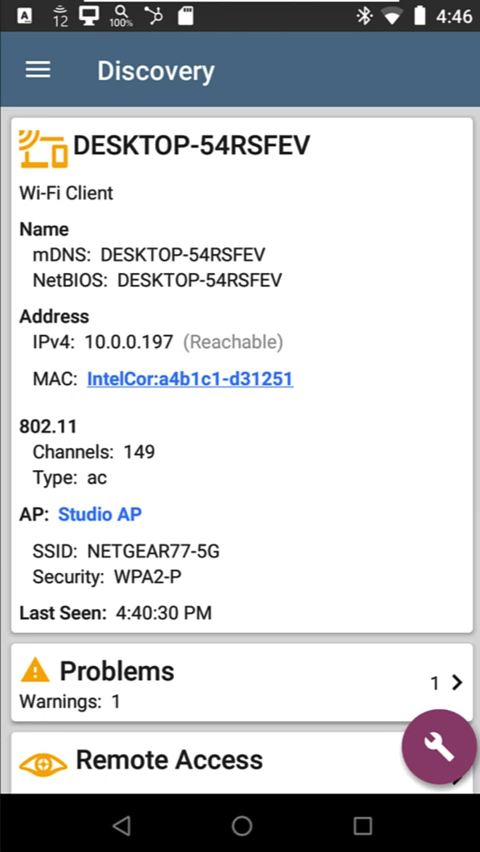 A 12 100% 4:46
Discovery
DESKTOP-54RSFEV
Wi-Fi Client
Name
mDNS: DESKTOP-54RSFEV
NetBIOS: DESKTOP-54RSFEV
Address
IPv4: 10.0.0.197 (Reachable)
MAC: IntelCor:a4b1c1-d31251
802.11
Channels: 149
Type: ac
AP: Studio AP
SSID: NETGEAR77-5G
Security: WPA2-P
Last Seen: 4:40:30 PM
Problems
1
Warnings: 1
Remote Access